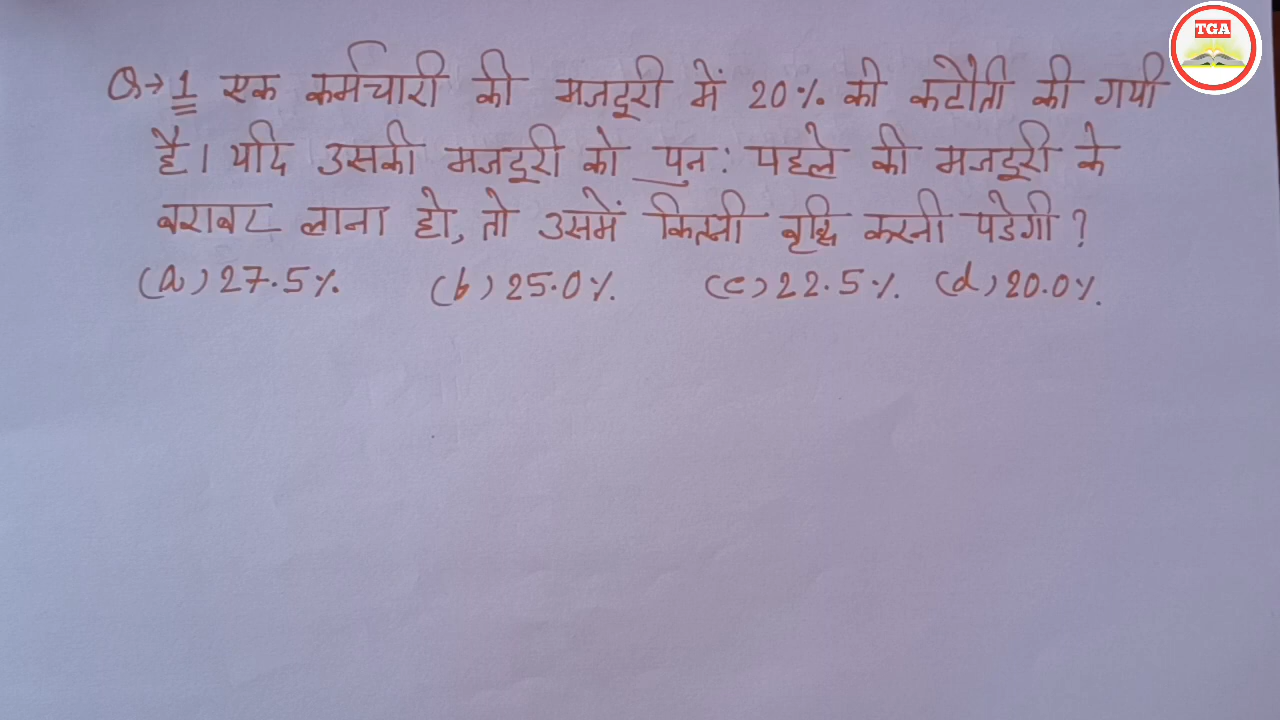 TGA
Q→ 1 एक कर्मचारी की मजदूरी में 20% की कटौती की गयी
है। यदि उसकी मजदूरी को पुन: पहले की मजदूरी के
बराबर लाना हो, तो उसमें कितनी वृद्धि करनी पडेगी ?
(a) 27.5% (b) 25.0% (c) 22.5% (d) 20.0%